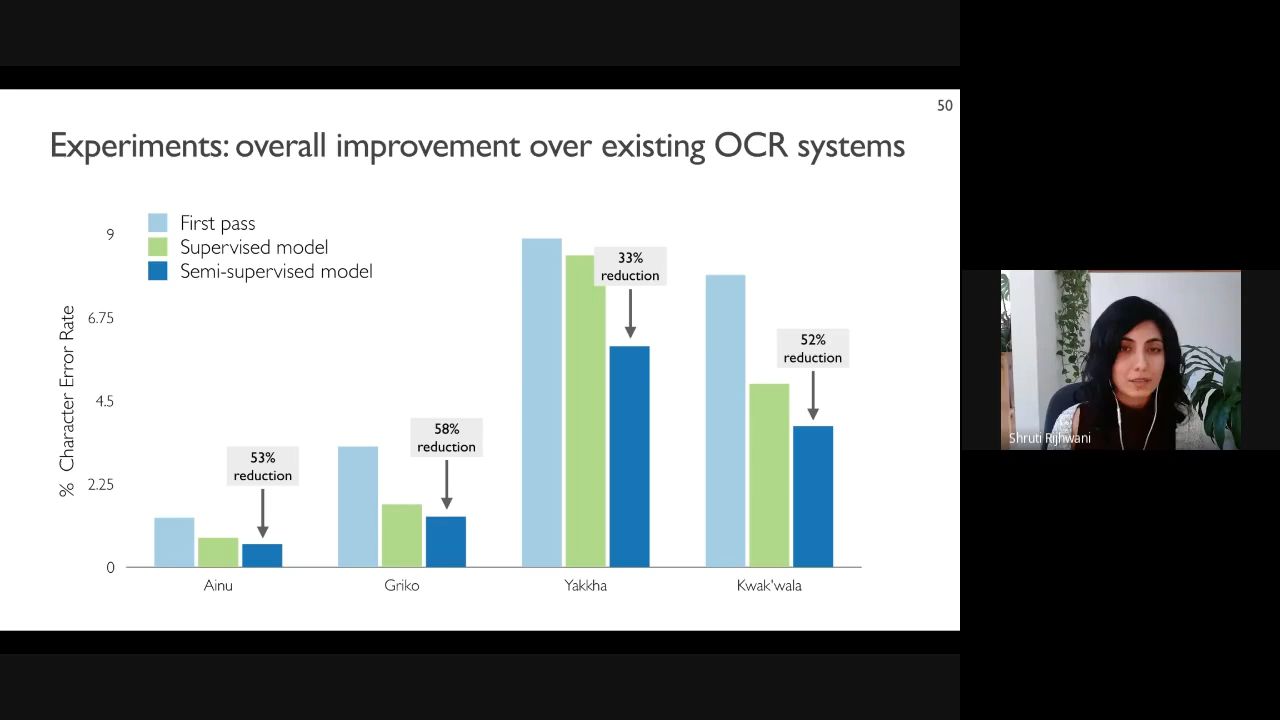 50
Experiments: overall improvement over existing OCR systems
First pass
Supervised model
Semi-supervised model
% Character Error Rate
9
6.75
4.5
2.25
0
53%
reduction
58%
reduction
33%
reduction
52%
reduction
Ainu
Griko
Yakkha
Kwak'wala
Shruti Rijhwani